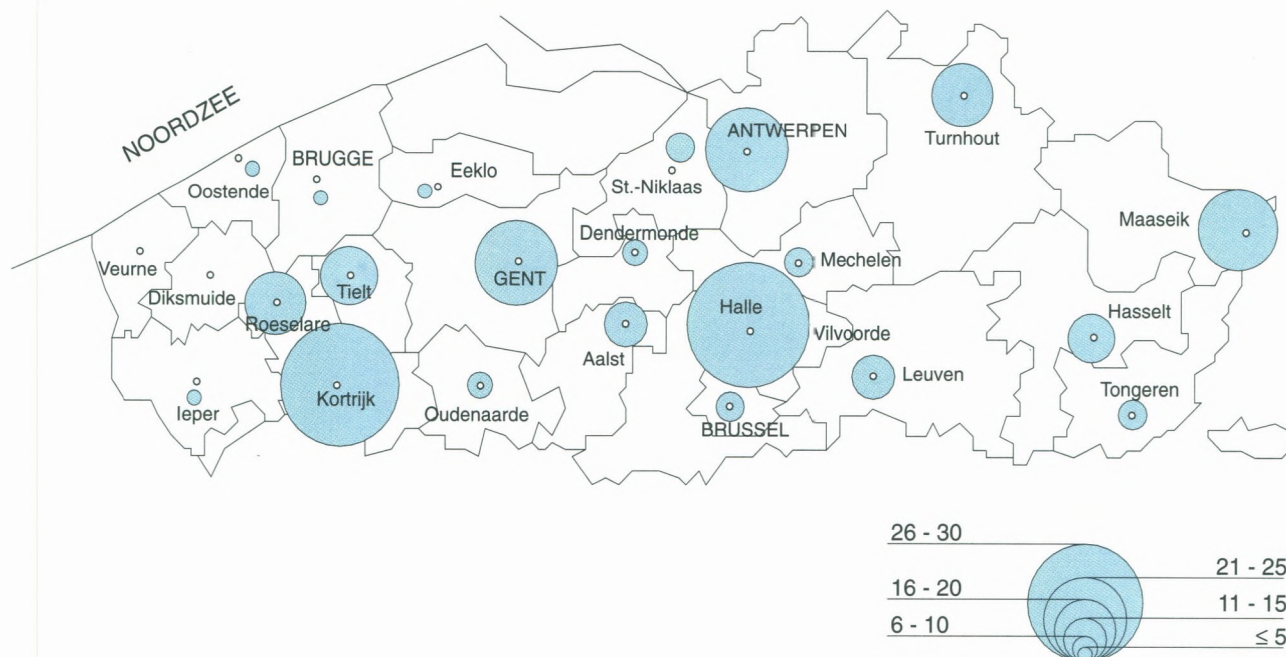 NOORDZEE
ANTWERPEN
Turnhout
BRUGGE
Eeklo
Oostende
St.-Niklaas
Maaseik
Dendermonde
Veurne
Mechelen
Diksmuide
Tielt
GENT
Halle
Hasselt
Roeselare
Vilvoorde
Aalst
Leuven
Kortrijk
Tongeren
Ieper
Oudenaarde
BRUSSEL
26 - 30
21 - 25
16 - 20
11 - 15
6 - 10
≤ 5